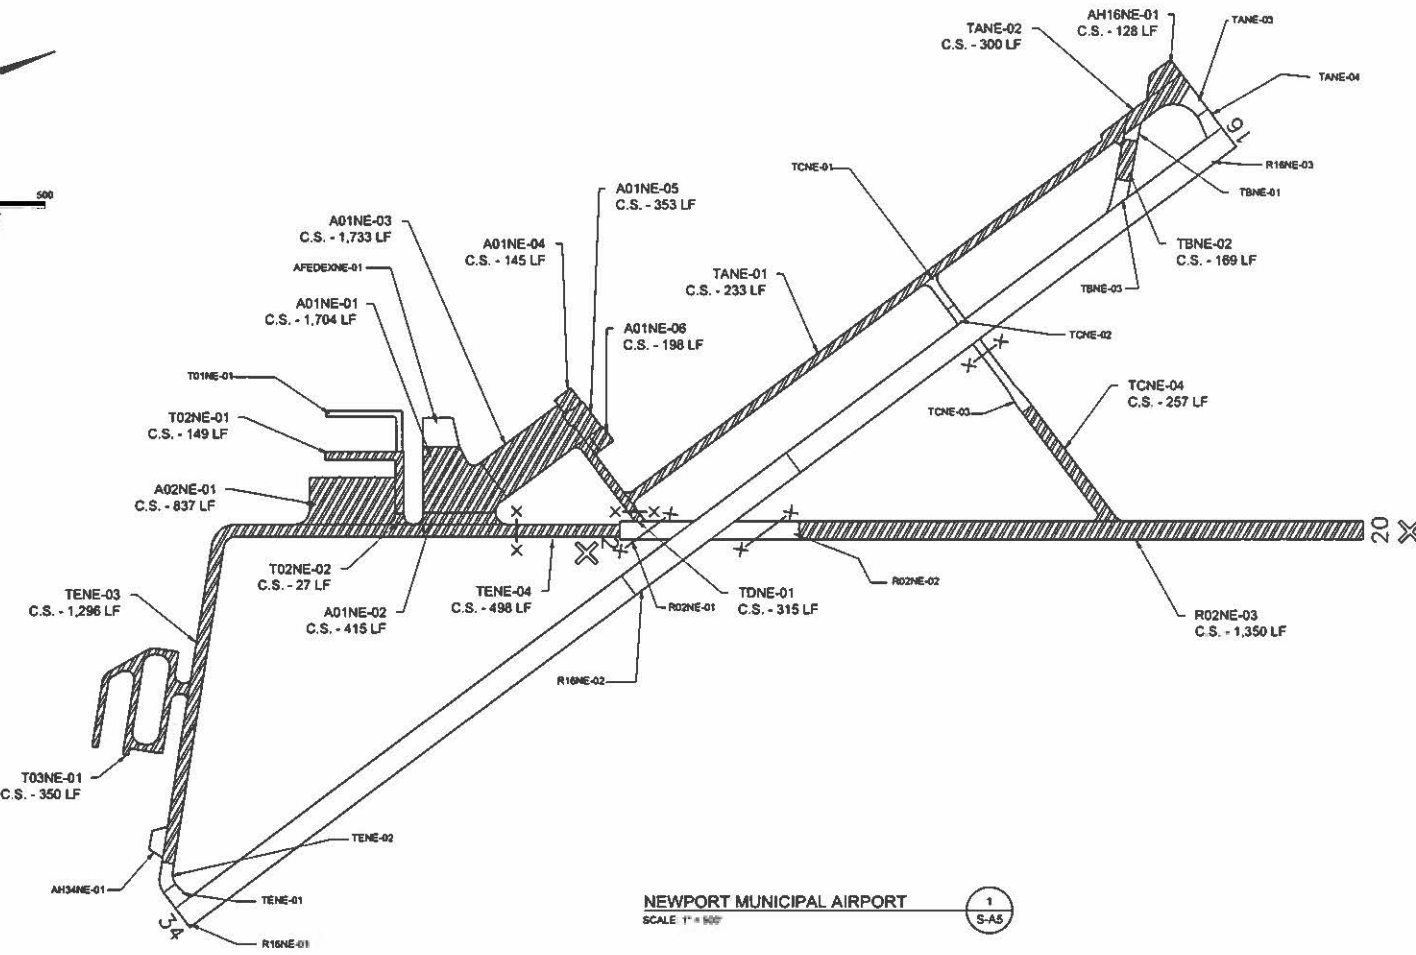 AH16NE-01
C.S. - 128 LF
TANE-03
TANE-02
C.S. - 300 LF
TANE-04
16
R16NE-03
TCNE-01
TBNE-01
500
A01NE-05
C.S. - 353 LF
A01NE-03
C.S. - 1,733 LF
A01NE-04
C.S. - 145 LF
TBNE-02
C.S. - 169 LF
AFEDEXNE-01
TANE-01
C.S. - 233 LF
TBNE-03
A01NE-01
C.S. - 1,704 LF
A01NE-06
C.S. - 198 LF
TCNE-02
T01NE-01
TCNE-04
C.S. - 257 LF
T02NE-01
C.S. - 149 LF
TCNE-03
A02NE-01
C.S. - 837 LF
20
2
T02NE-02
C.S. - 27 LF
TENE-03
C.S. - 1,296 LF
A01NE-02
C.S. - 415 LF
TENE-04
C.S. - 498 LF
R02NE-01
TDNE-01
C.S. - 315 LF
R02NE-02
R02NE-03
C.S. - 1,350 LF
R16NE-02
T03NE-01
C.S. - 350 LF
TENE-02
AH34NE-01
TENE-01
34
R16NE-01
NEWPORT MUNICIPAL AIRPORT
SCALE 1" = 500'
1
S-A5